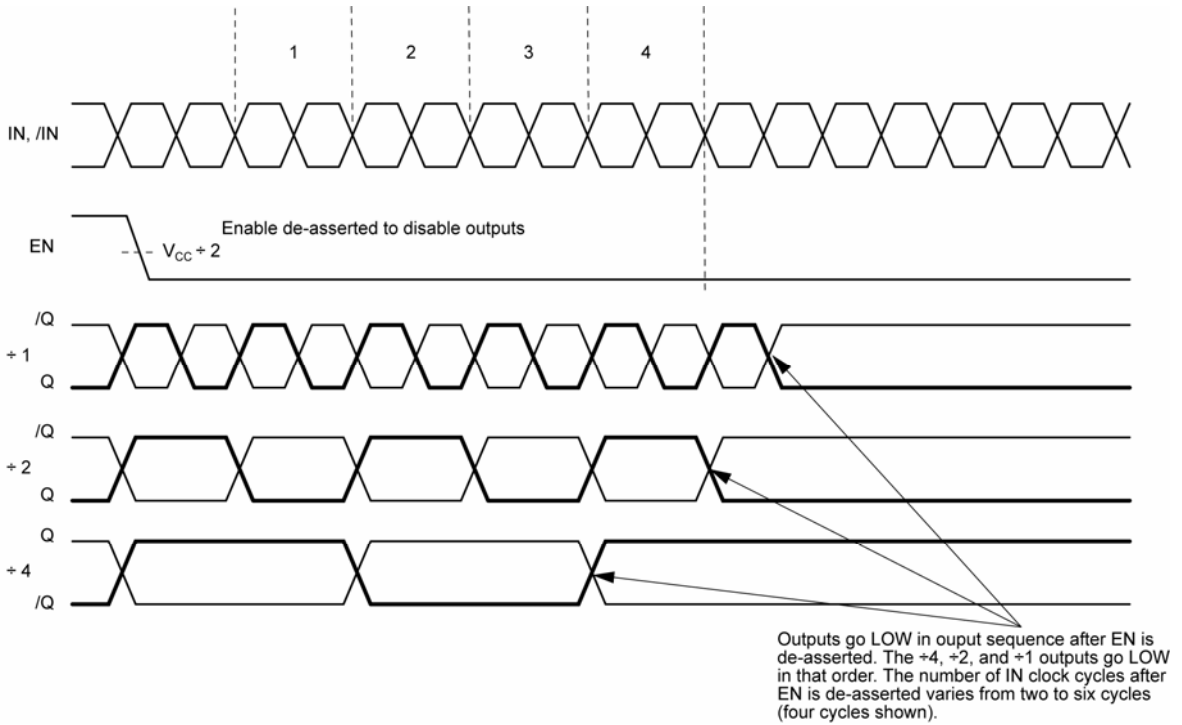 1 2 3 4
IN, /IN
EN
Enable de-asserted to disable outputs
VCC ÷ 2
/Q
÷ 1
Q
/Q
÷ 2
Q
Q
÷ 4
/Q
Outputs go LOW in ouput sequence after EN is
de-asserted. The ÷4, ÷2, and ÷1 outputs go LOW
in that order. The number of IN clock cycles after
EN is de-asserted varies from two to six cycles
(four cycles shown).